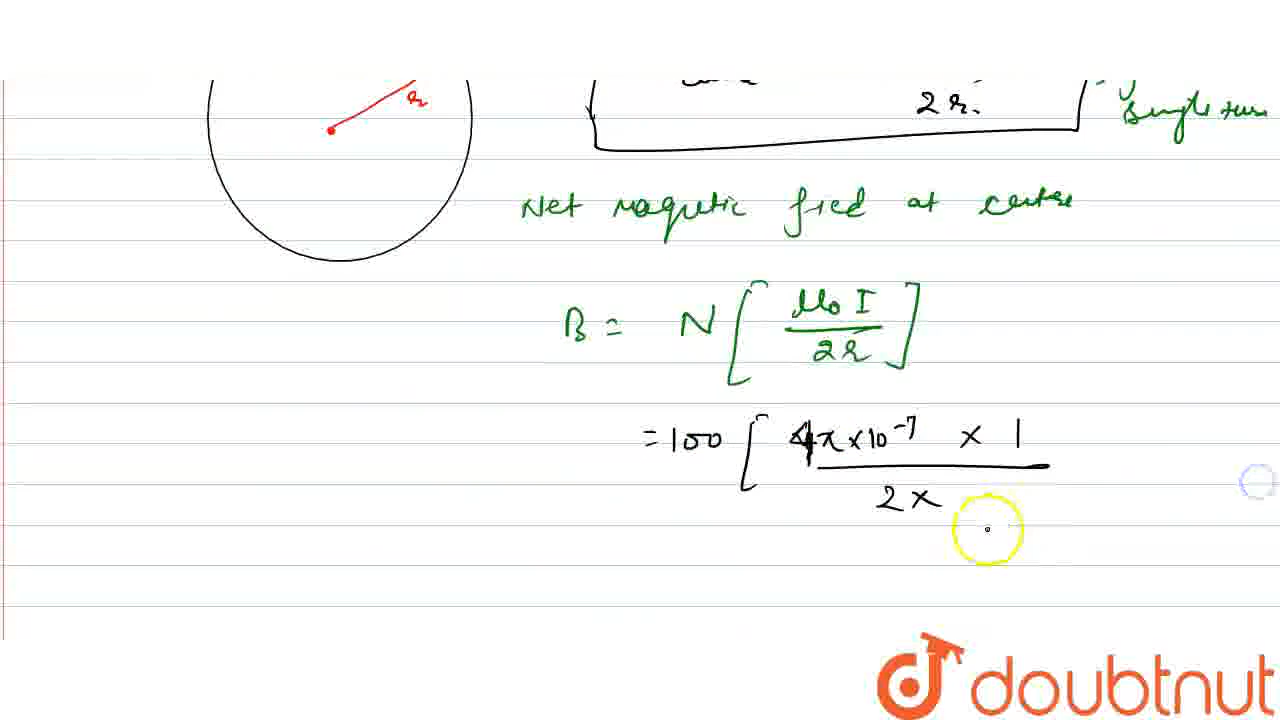 r
2r.
Single turn
Net magnetic field at centre
B = N [ μ₀ I / 2r ]
= 100 [ 4π × 10⁻⁷ × 1 / 2 ×
doubtnut